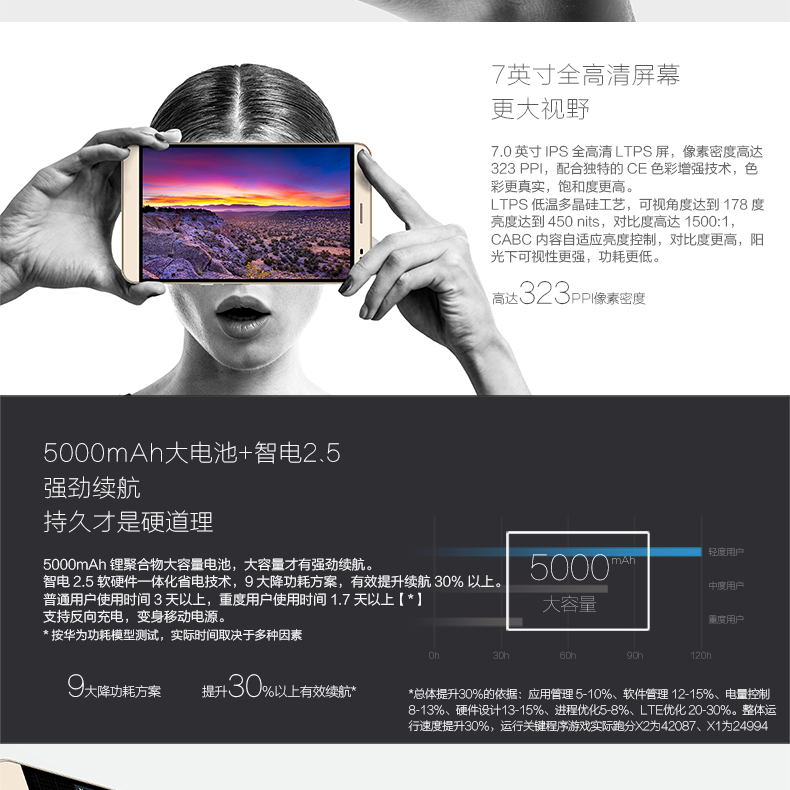 7英寸全高清屏幕
更大视野
7.0 英寸 IPS 全高清 LTPS 屏，像素密度高达
323 PPI，配合独特的 CE 色彩增强技术，色
彩更真实，饱和度更高。
LTPS 低温多晶硅工艺，可视角度达到 178 度
亮度达到 450 nits，对比度高达 1500:1，
CABC 内容自适应亮度控制，对比度更高，阳
光下可视性更强，功耗更低。
高达323PPI像素密度
5000mAh大电池+智电2.5
强劲续航
持久才是硬道理
5000mAh 锂聚合物大容量电池，大容量才有强劲续航。
智电 2.5 软硬件一体化省电技术，9 大降功耗方案，有效提升续航 30% 以上。
普通用户使用时间 3 天以上，重度用户使用时间 1.7 天以上【 * 】
支持反向充电，变身移动电源。
* 按华为功耗模型测试，实际时间取决于多种因素
9大降功耗方案 提升30%以上有效续航*
5000mAh
大容量
轻度用户
中度用户
重度用户
0h 30h 60h 90h 120h
*总体提升30%的依据：应用管理 5-10%、软件管理 12-15%、电量控制
8-13%、硬件设计13-15%、进程优化5-8%、LTE优化 20-30%。整体运
行速度提升30%，运行关键程序游戏实际跑分X2为42087、X1为24994